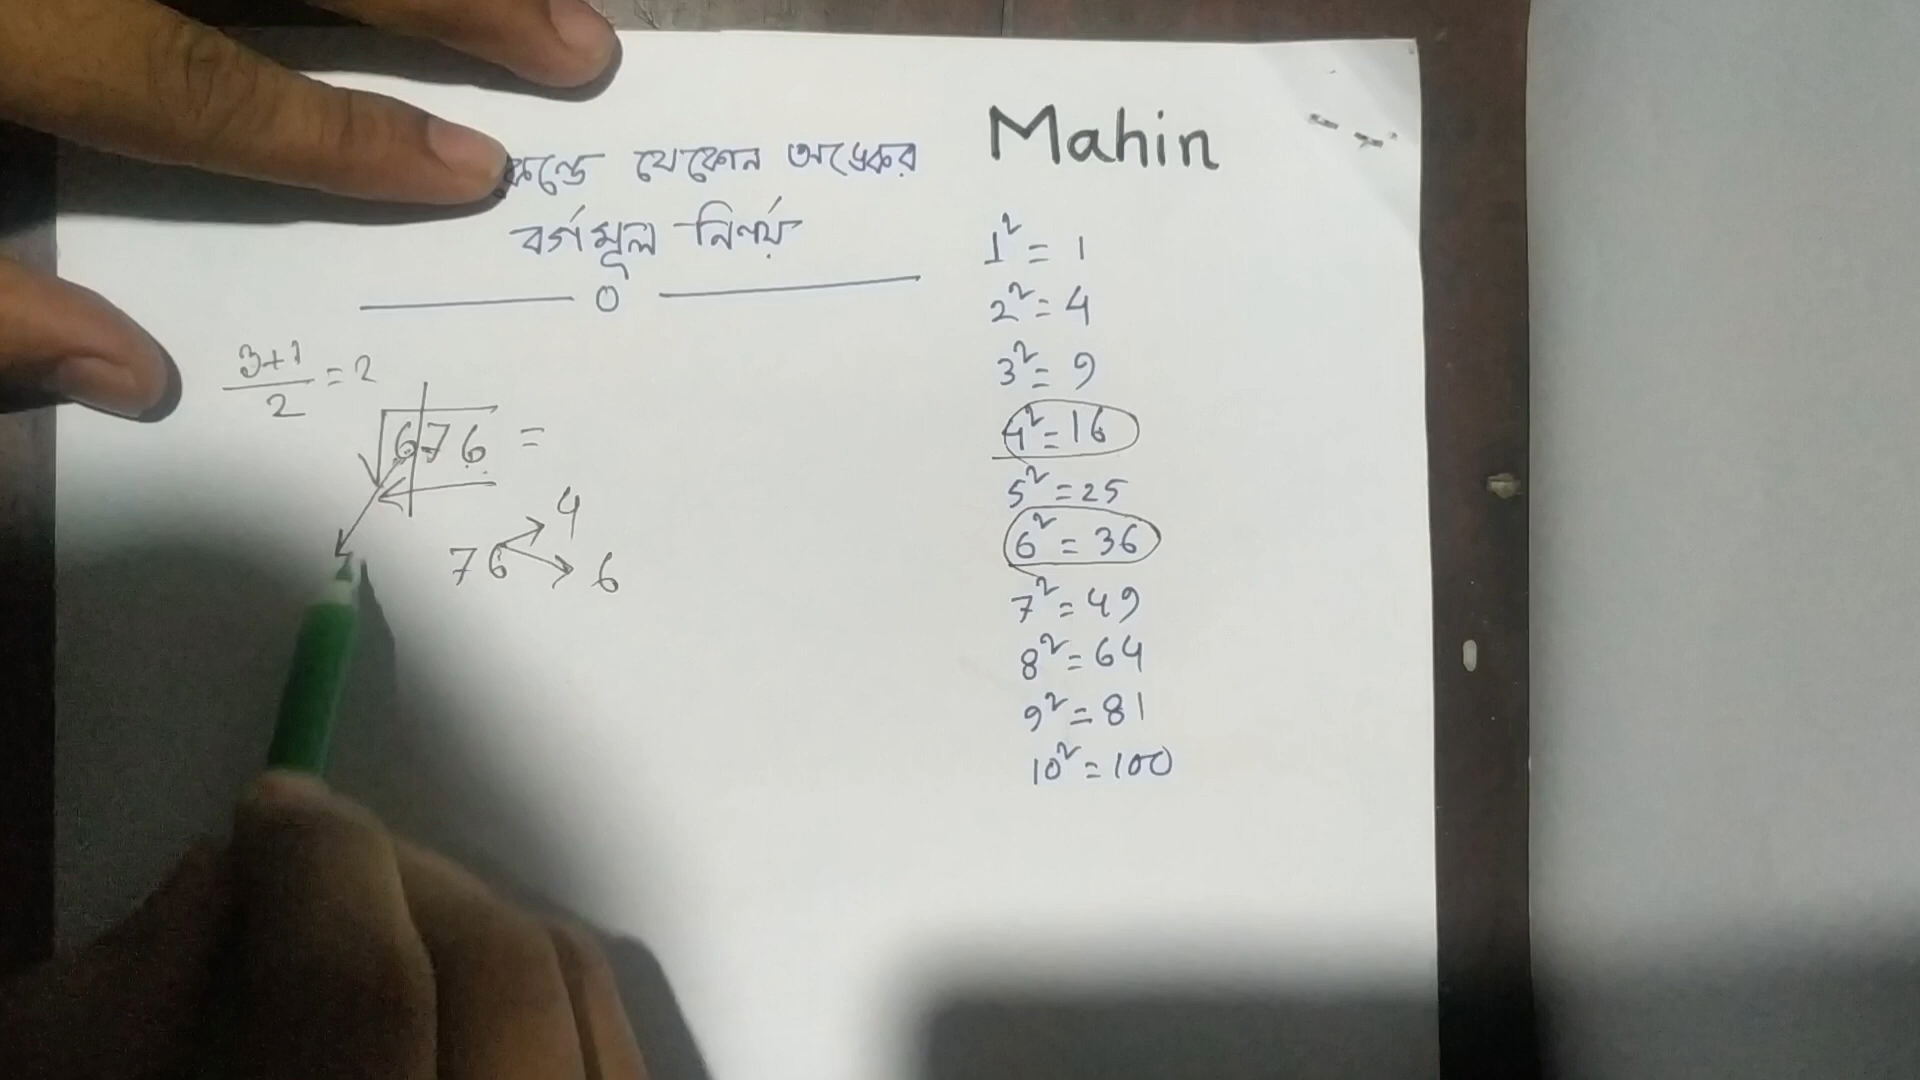 যেকোন অংকের
বর্গমূল নির্ণয়
0
Mahin
1² = 1
2² = 4
3² = 9
4² = 16
5² = 25
6² = 36
7² = 49
8² = 64
9² = 81
10² = 100
3+1/2 = 2
√676 =
76 4
6